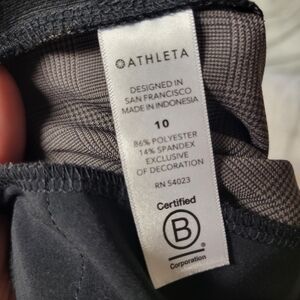 ATHLETA
DESIGNED IN
SAN FRANCISCO
MADE IN INDONESIA
10
86% POLYESTER
14% SPANDEX
EXCLUSIVE
OF DECORATION
RN 54023
Certified
B
Corporation